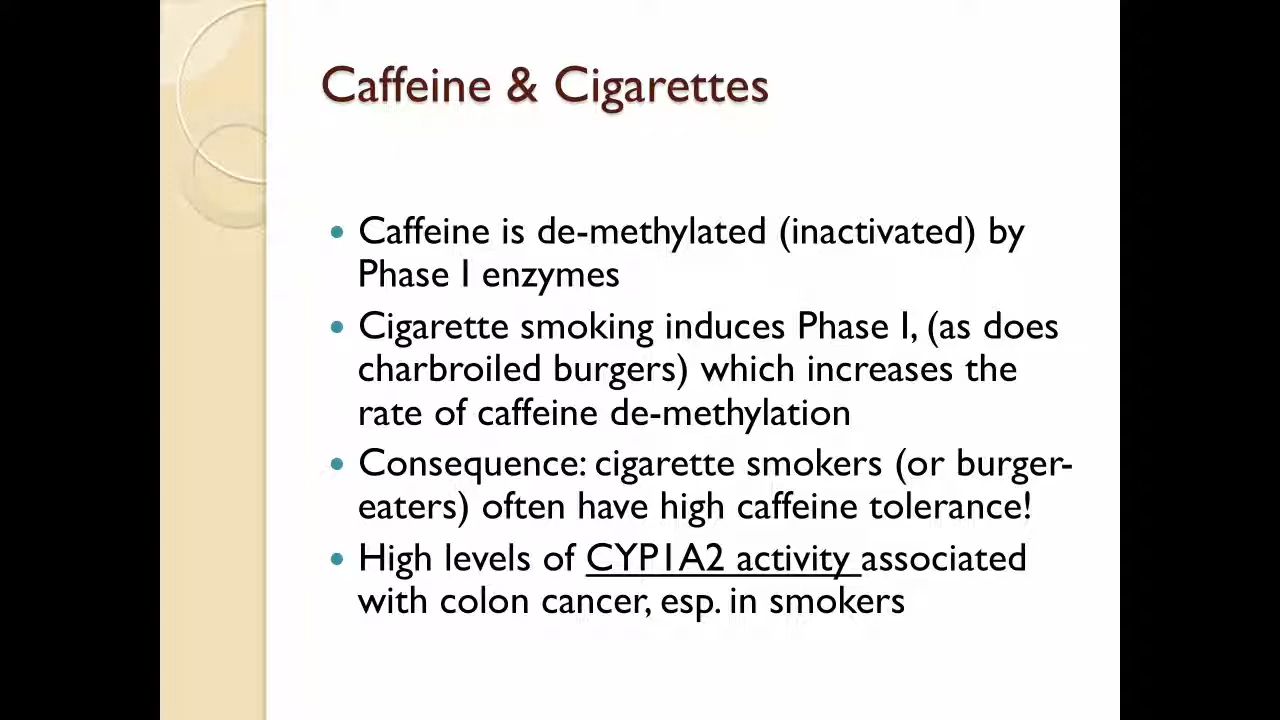 Caffeine & Cigarettes
• Caffeine is de-methylated (inactivated) by
Phase I enzymes
• Cigarette smoking induces Phase I, (as does
charbroiled burgers) which increases the
rate of caffeine de-methylation
• Consequence: cigarette smokers (or burger-
eaters) often have high caffeine tolerance!
• High levels of CYP1A2 activity associated
with colon cancer, esp. in smokers